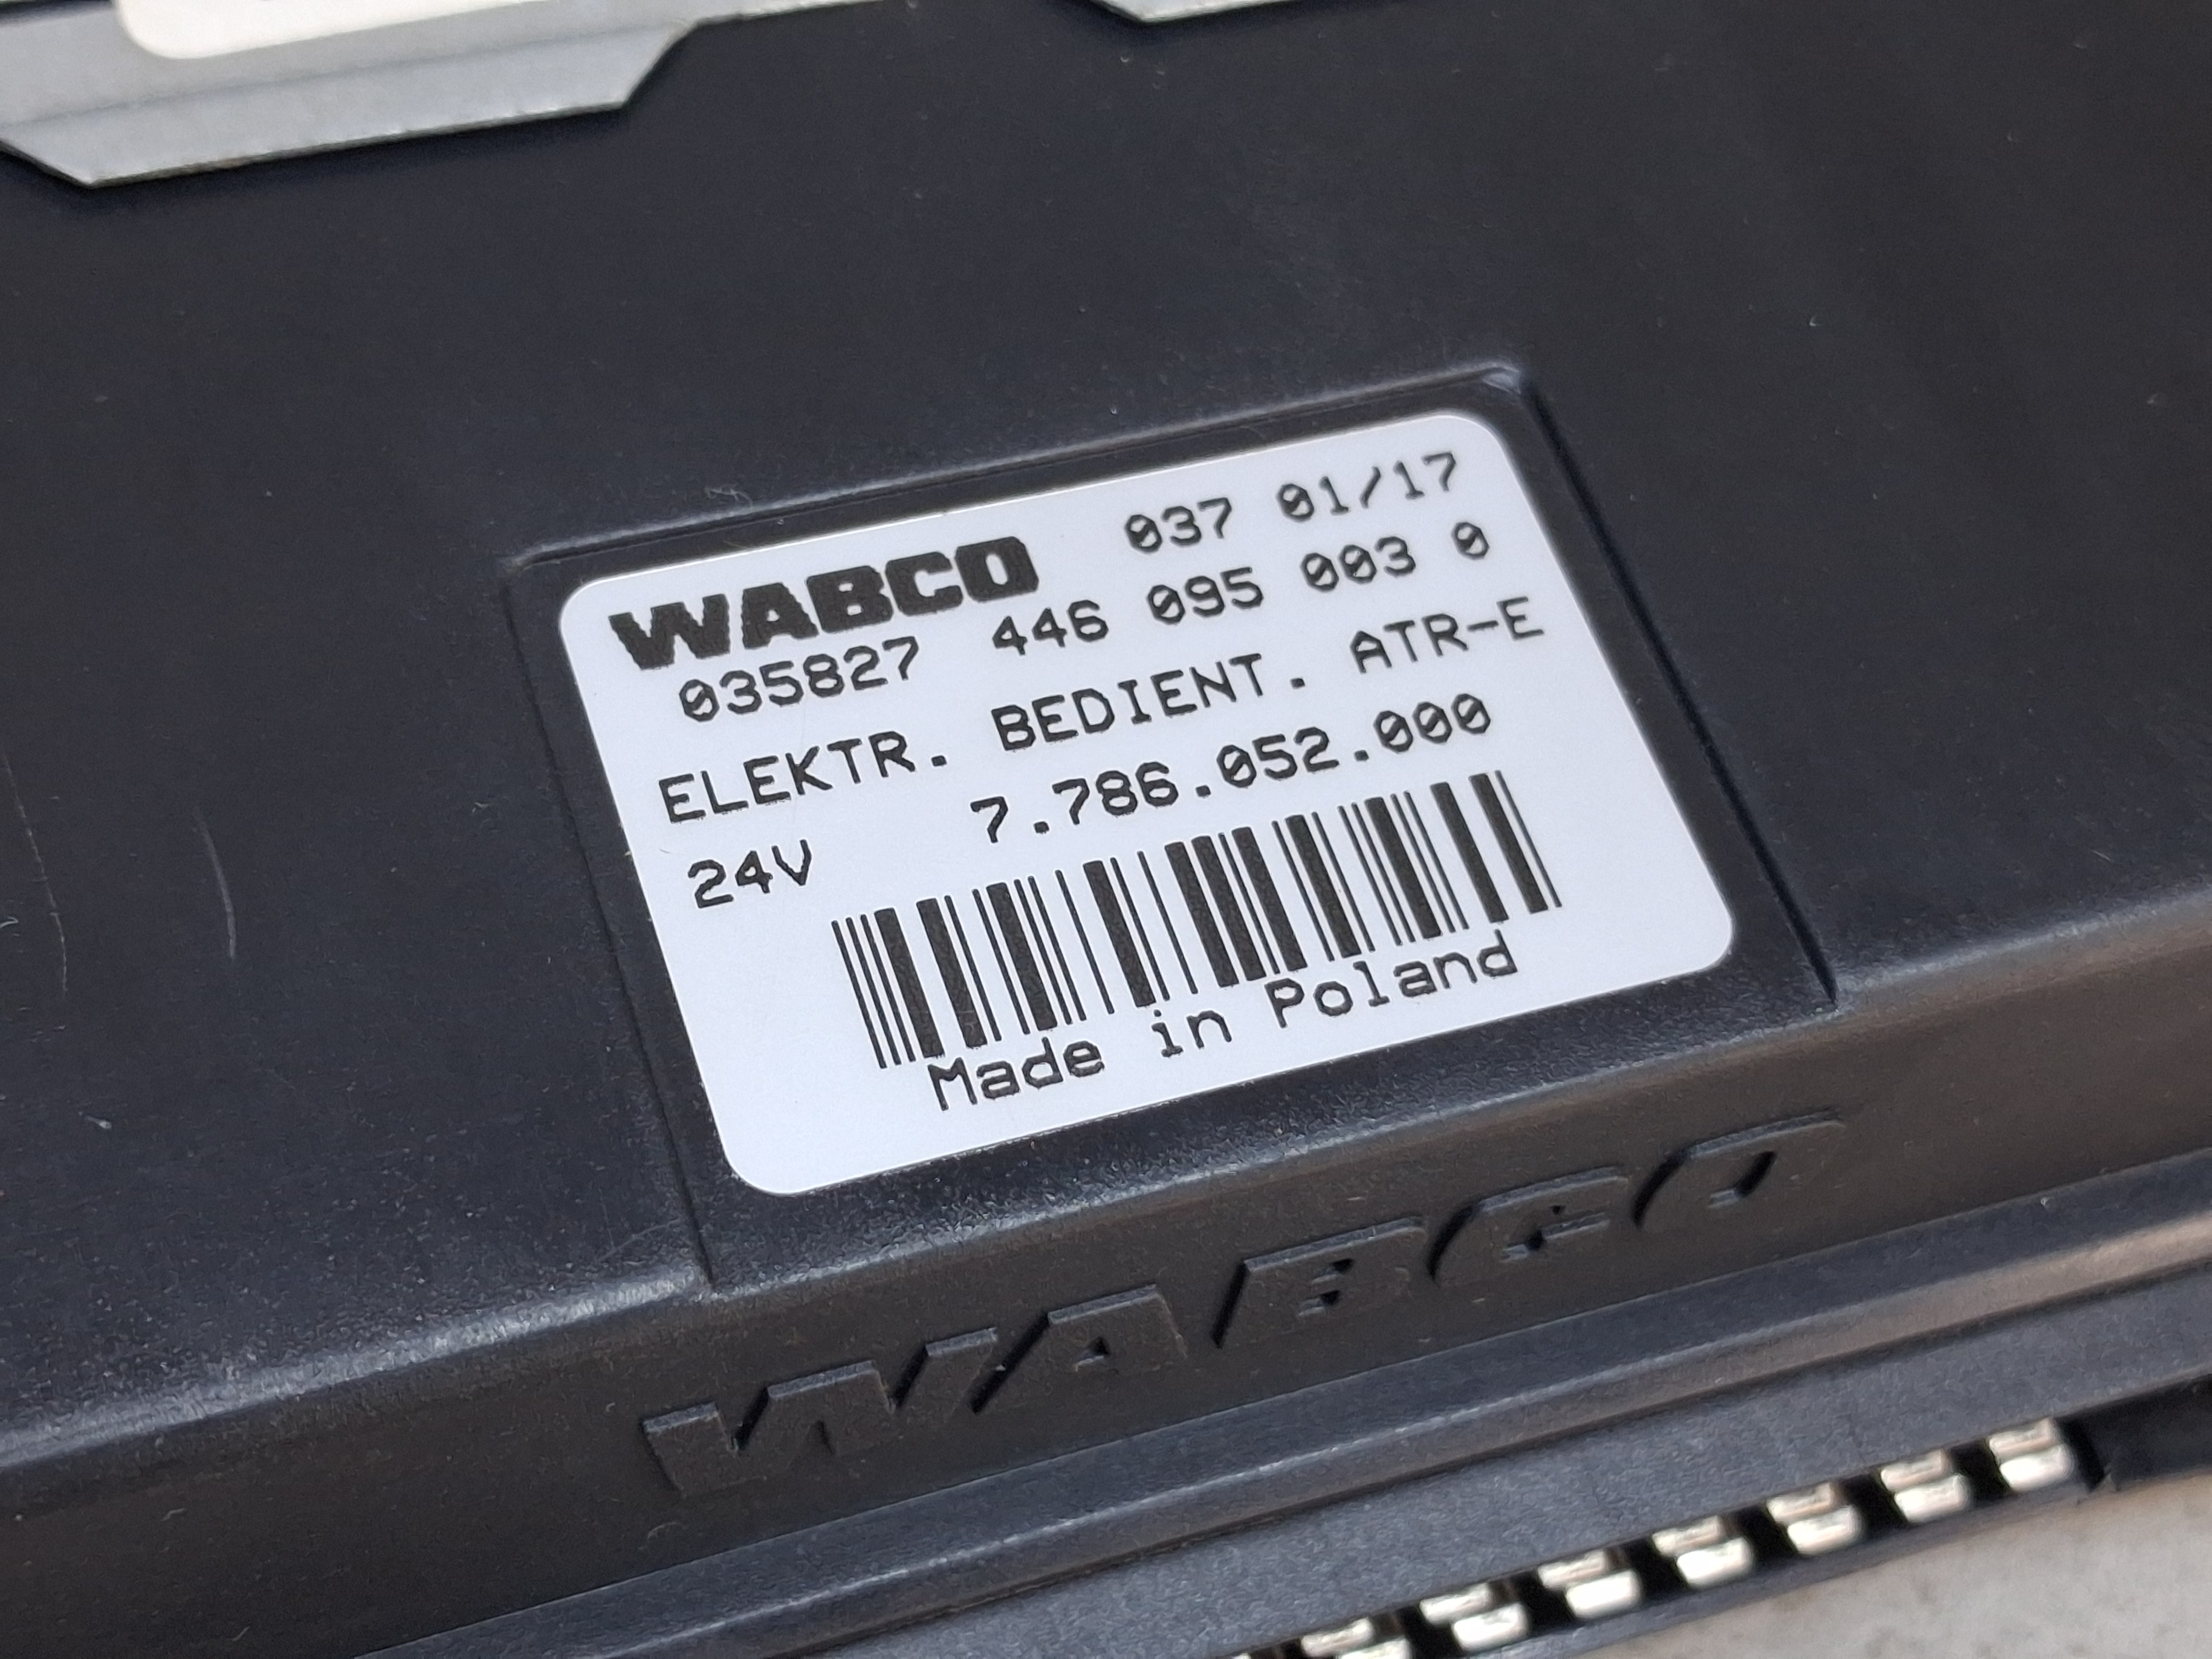 WABCO 037 01/17
035827 446 095 003 0
ELEKTR. BEDIENT. ATR-E
24V 7.786.052.000
Made in Poland
WABCO